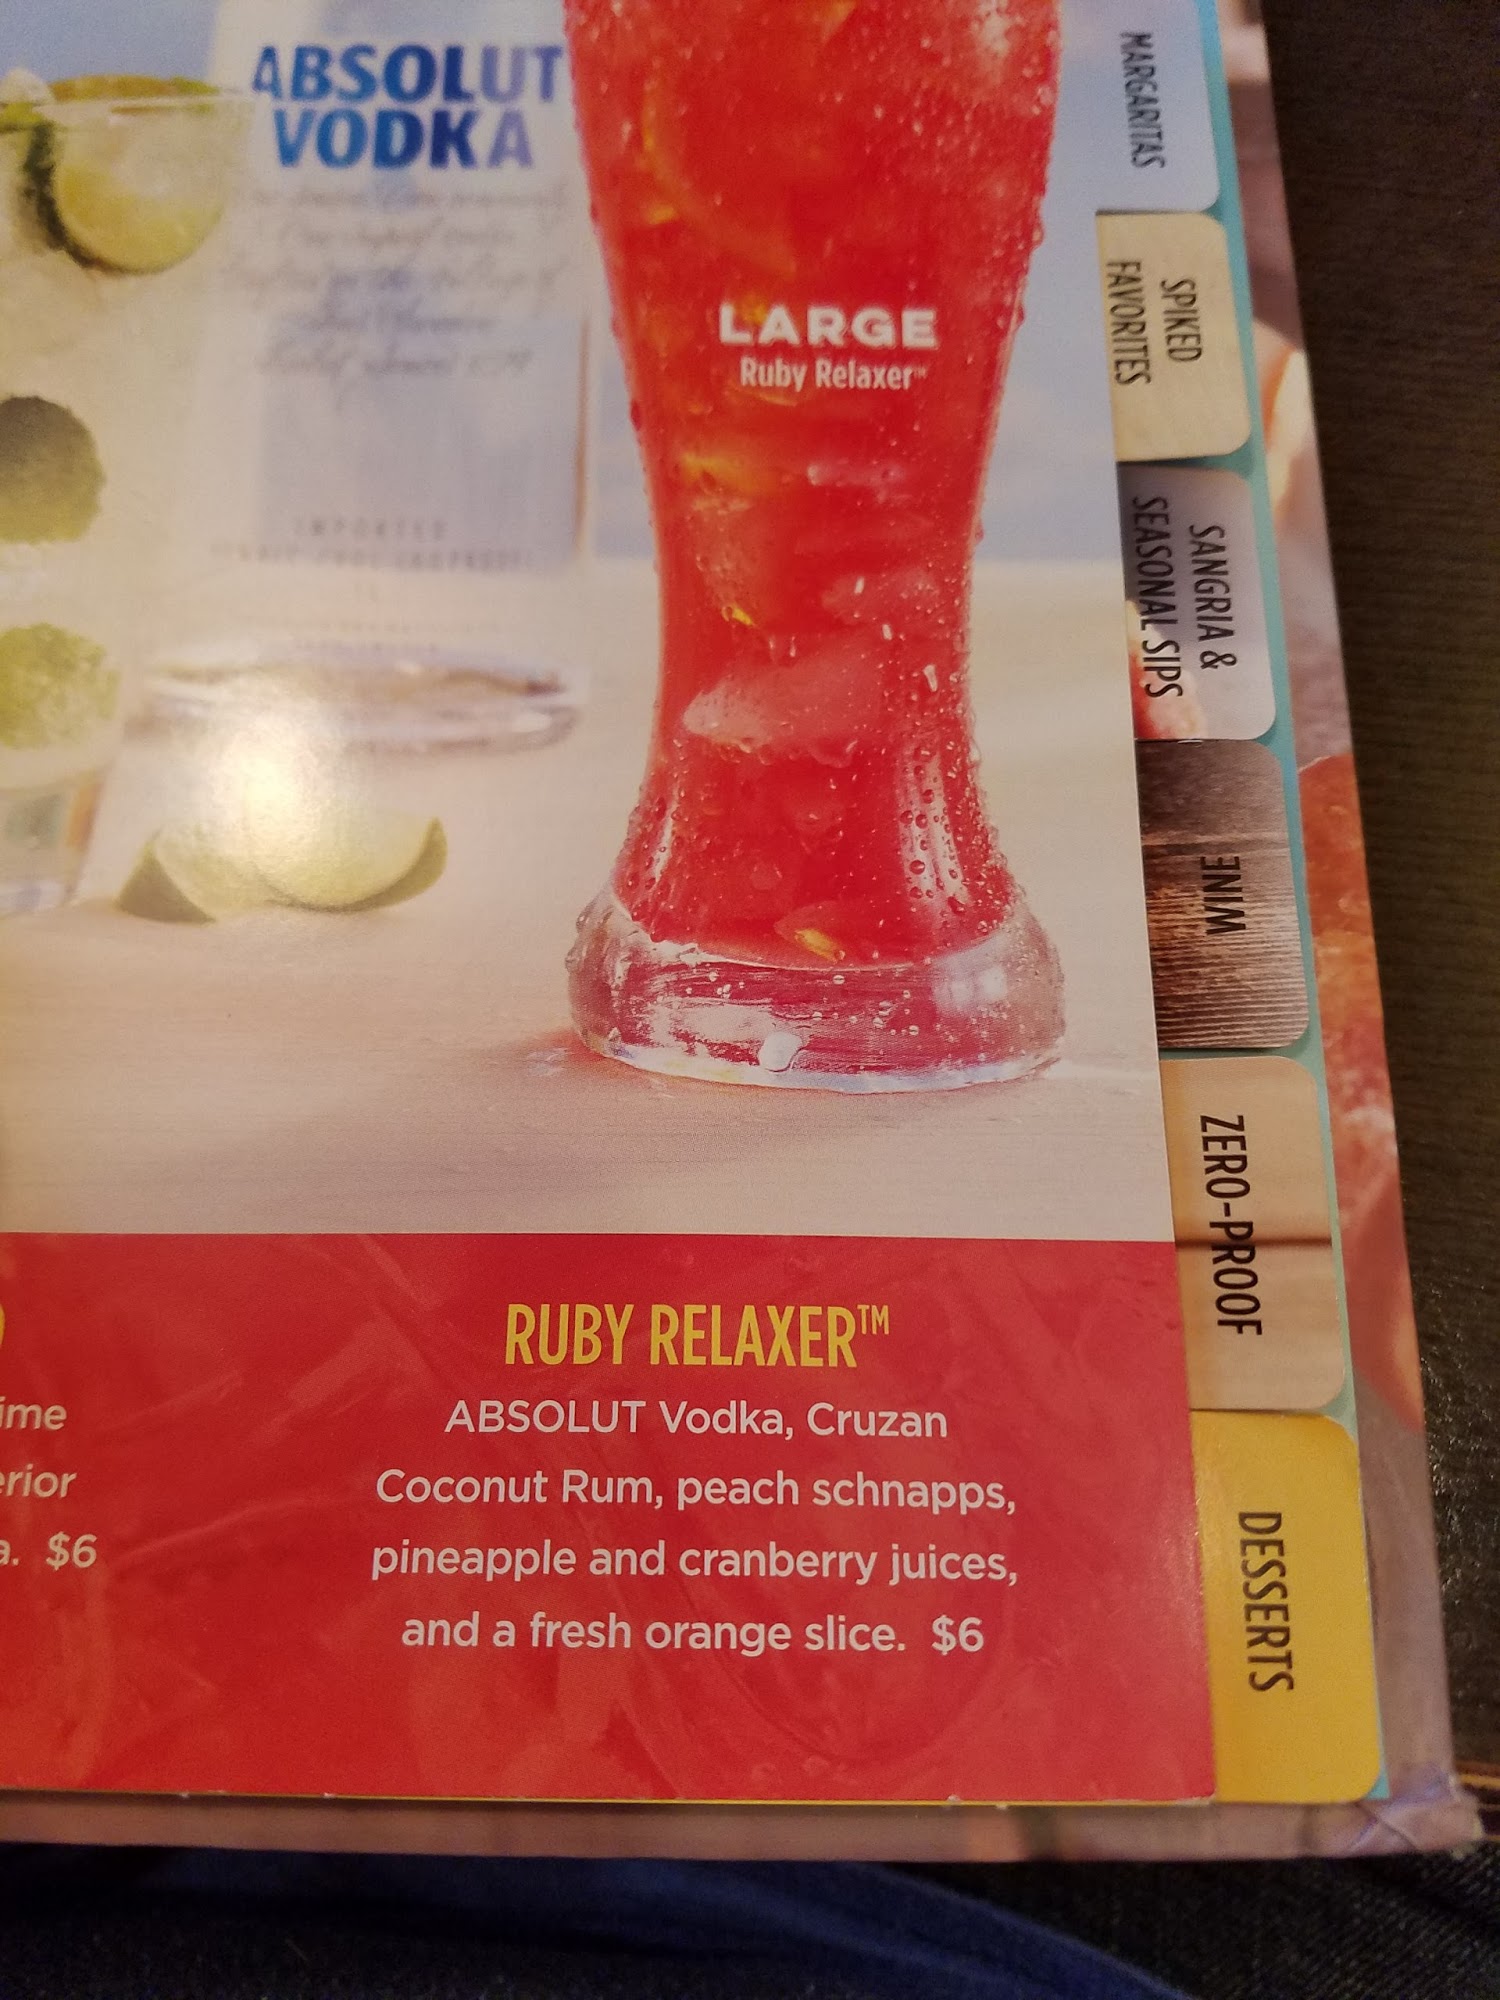 ABSOLUT
VODKA
IMPORTED
LARGE
Ruby Relaxer™
MARGARITAS
SPIKED
FAVORITES
SANGRIA &
SEASONAL SIPS
WINE
ZERO-PROOF
DESSERTS
ime
erior
a. $6
RUBY RELAXER™
ABSOLUT Vodka, Cruzan
Coconut Rum, peach schnapps,
pineapple and cranberry juices,
and a fresh orange slice. $6